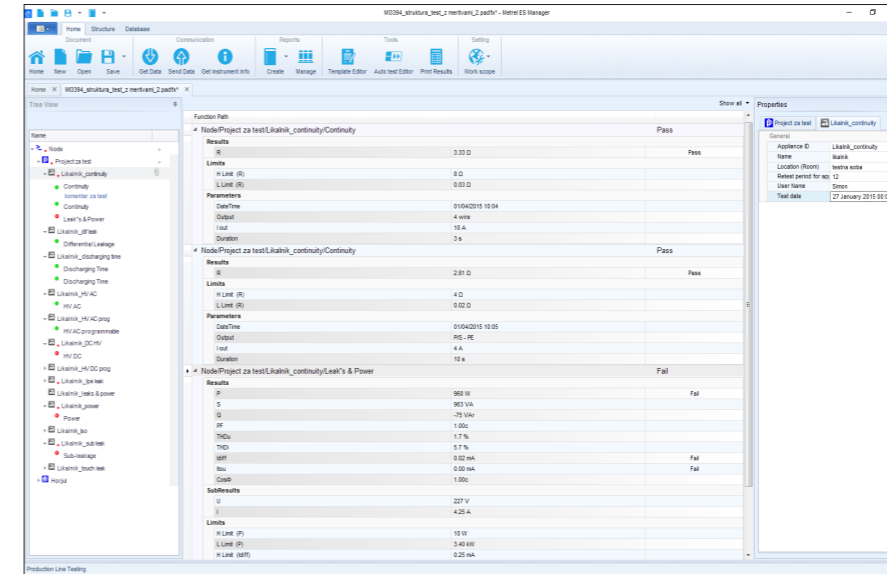 MI3394_struktura_test_z meritvami_2.padfx* - Metrel ES Manager
Home Structure Database
Document Communication Reports Tools Setting
Home New Open Save Get Data Send Data Get Instrument info Create Manage Template Editor Auto test Editor Print Results Work scope
Home × MI3394_struktura_test_z meritvami_2.padfx* ×
Tree View
Name
Node
Project za test
Likalnik_continuity
Continuity
komentar za test
Continuity
Leak"s & Power
Likalnik_dif leak
Differential Leakage
Likalnik_discharging time
Discharging Time
Discharging Time
Likalnik_HV AC
HV AC
Likalnik_HV AC prog
HV AC programmable
Likalnik_DC HV
HV DC
Likalnik_HV DC prog
Likalnik_Ipe leak
Likalnik_leaks & power
Likalnik_power
Power
Likalnik_iso
Likalnik_sub leak
Sub-leakage
Likalnik_touch leak
Horjul
Show all
Function Path
Node/Project za test/Likalnik_continuity/Continuity Pass
Results
R 3.33 Ω Pass
Limits
H Limit (R) 8 Ω
L Limit (R) 0.03 Ω
Parameters
DateTime 01/04/2015 10:04
Output 4 wire
I out 10 A
Duration 3 s
Node/Project za test/Likalnik_continuity/Continuity Pass
Results
R 2.81 Ω Pass
Limits
H Limit (R) 4 Ω
L Limit (R) 0.02 Ω
Parameters
DateTime 01/04/2015 10:05
Output P/S - PE
I out 4 A
Duration 10 s
Node/Project za test/Likalnik_continuity/Leak"s & Power Fail
Results
P 960 W Fail
S 963 VA
Q -75 VAr
PF 1.00c
THDu 1.7 %
THDi 5.7 %
Idiff 0.02 mA Fail
Itou 0.00 mA Fail
CosΦ 1.00c
SubResults
U 227 V
I 4.25 A
Limits
H Limit (P) 10 W
L Limit (P) 3.40 kW
H Limit (Idiff) 0.25 mA
Properties
Project za test Likalnik_continuity
General
Appliance ID Likalnik_continuity
Name likalnik
Location (Room) testna soba
Retest period for app 12
User Name Simon
Test date 27 January 2015 00:0
Production Line Testing